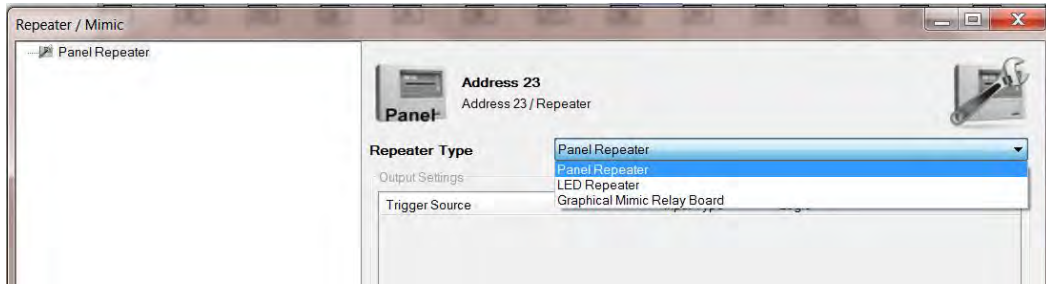 Repeater / Mimic
Panel Repeater
Address 23
Address 23 / Repeater
Panel
Repeater Type
Panel Repeater
Panel Repeater
LED Repeater
Graphical Mimic Relay Board
Output Settings
Trigger Source